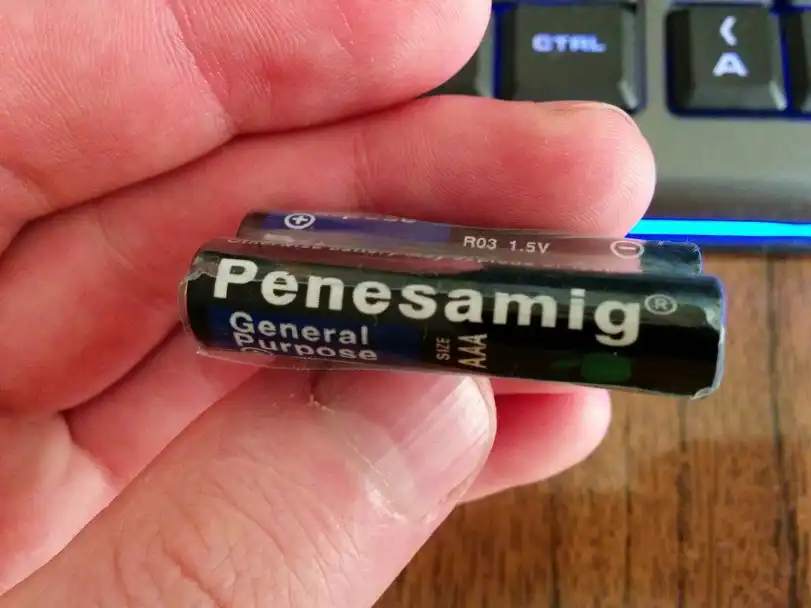 CTRL
A
R03 1.5V
Penesamig®
General
Purpose
SIZE
AAA